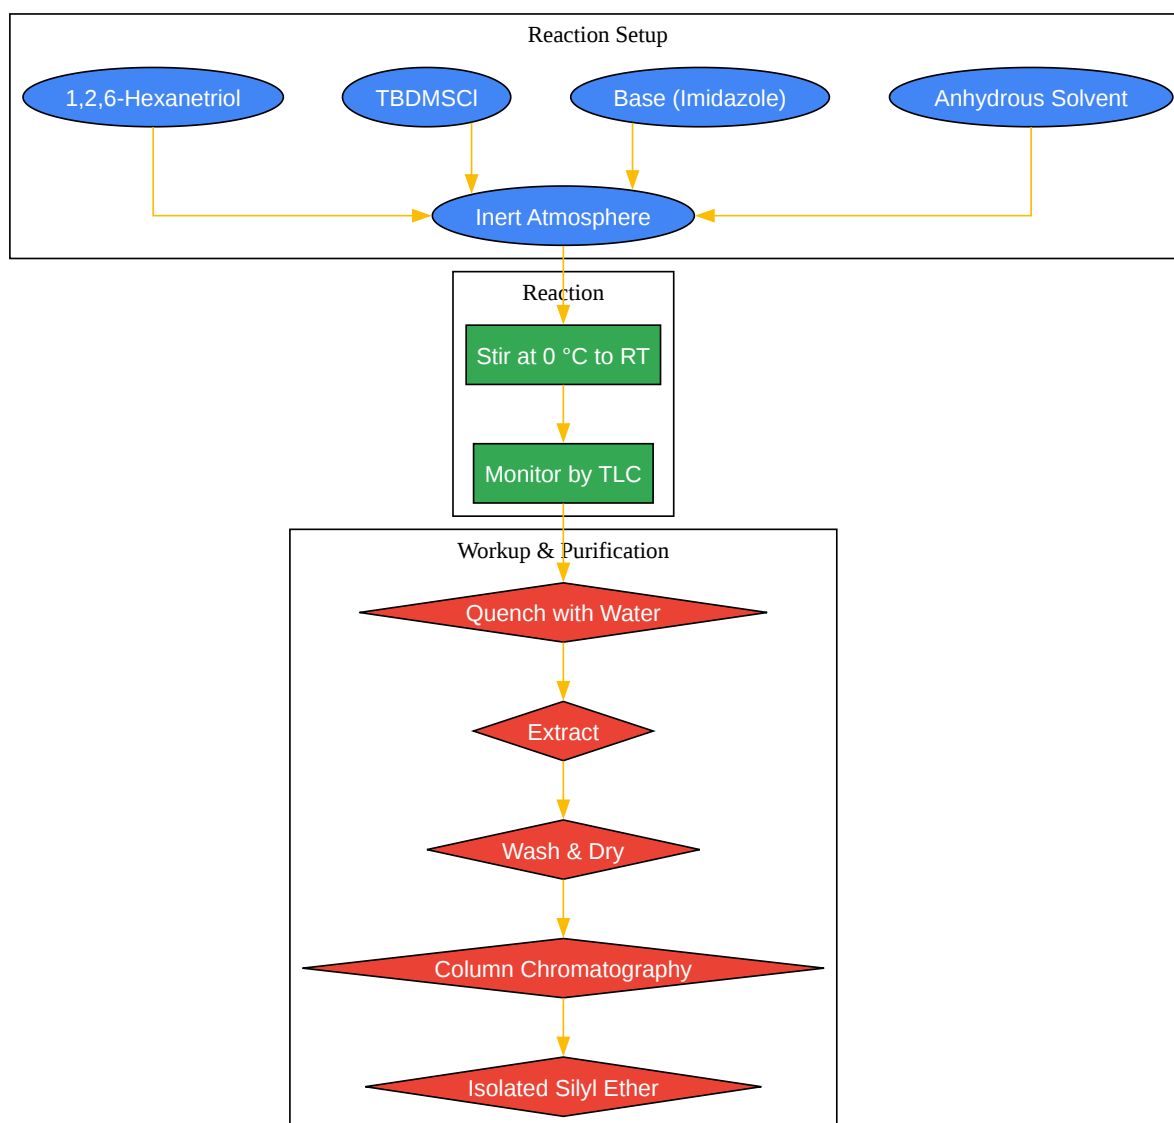 Reaction Setup
1,2,6-Hexanetriol
TBDMSCl
Base (Imidazole)
Anhydrous Solvent
Inert Atmosphere
Reaction
Stir at 0 °C to RT
Monitor by TLC
Workup & Purification
Quench with Water
Extract
Wash & Dry
Column Chromatography
Isolated Silyl Ether